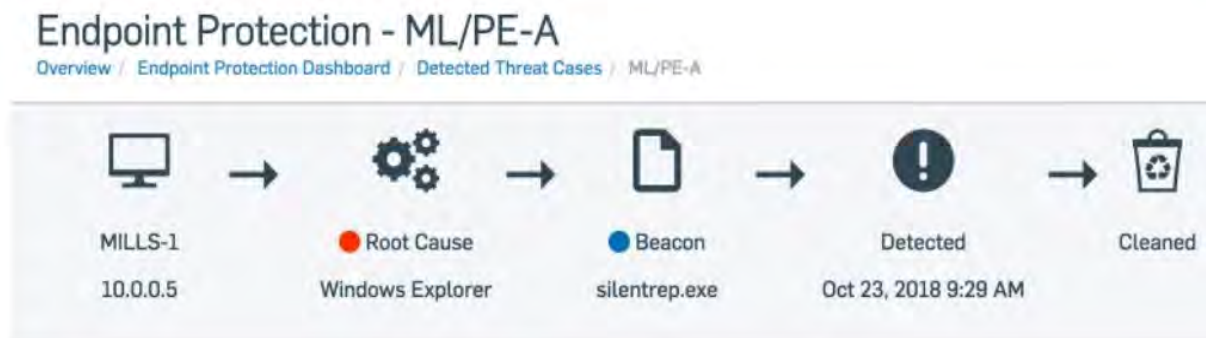 Endpoint Protection - ML/PE-A
Overview / Endpoint Protection Dashboard / Detected Threat Cases / ML/PE-A
MILLS-1
10.0.0.5
Root Cause
Windows Explorer
Beacon
silentrep.exe
Detected
Oct 23, 2018 9:29 AM
Cleaned